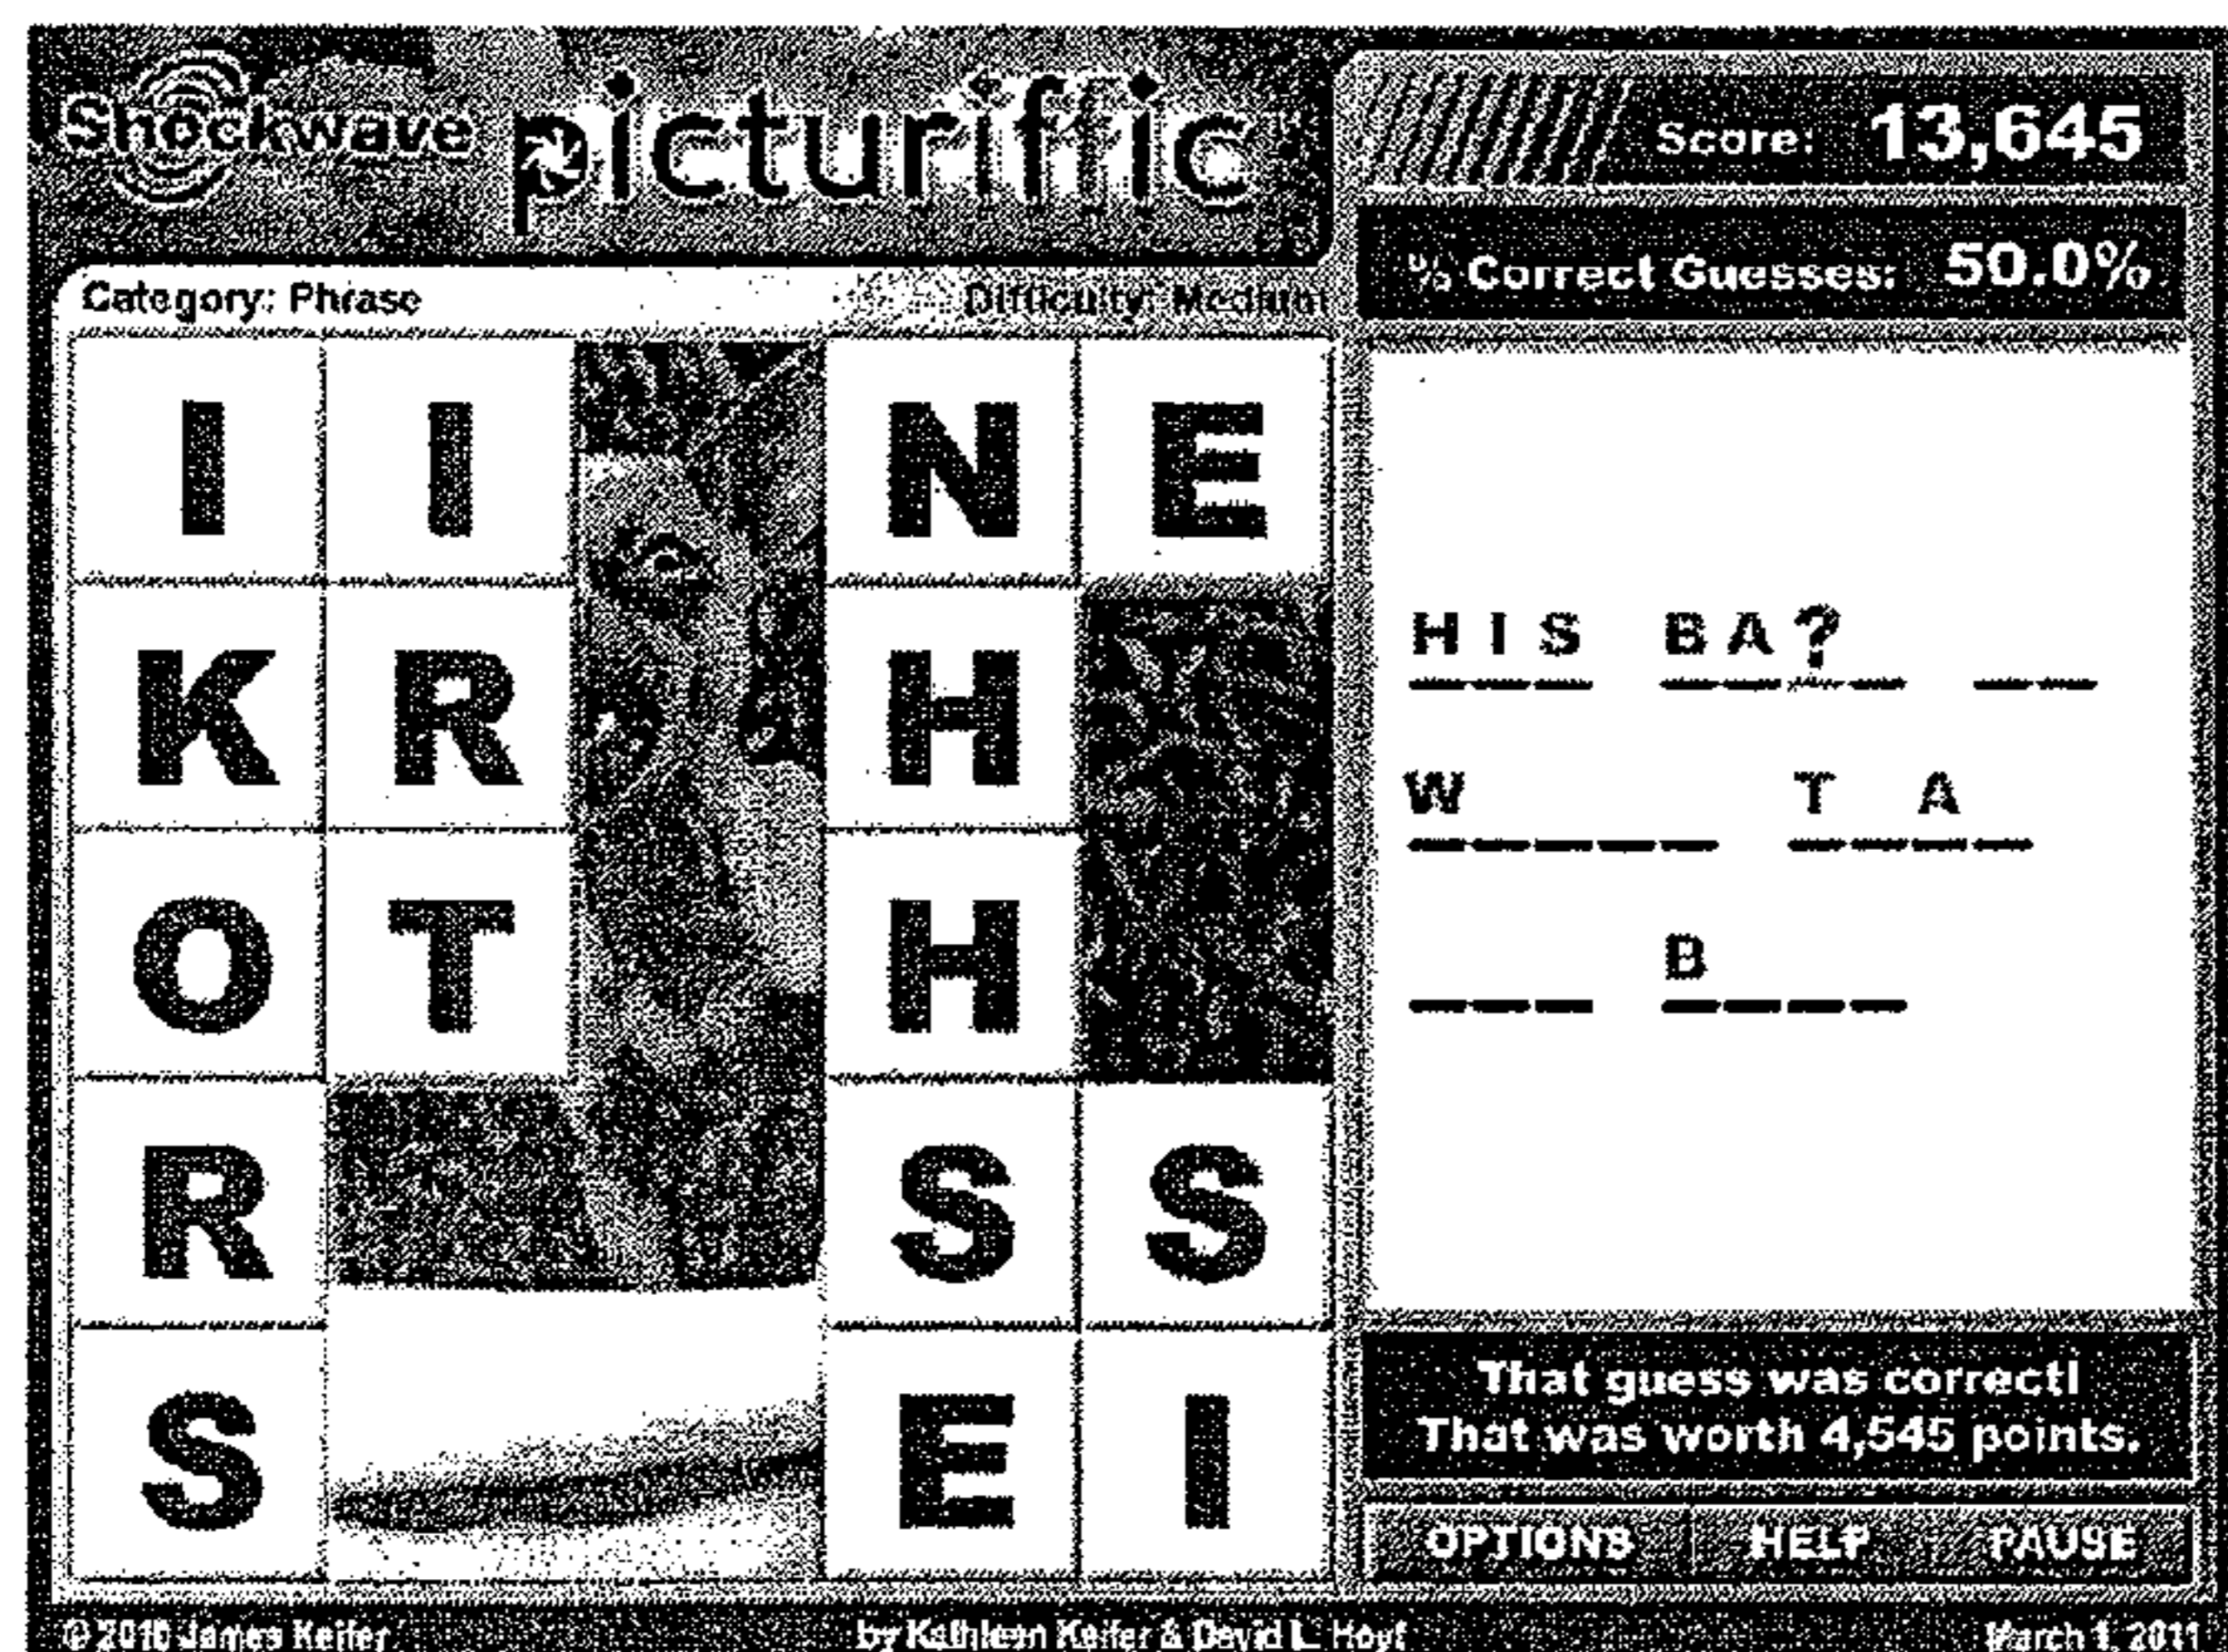 Shockwave picturific
Score: 13,645
% Correct Guesses: 50.0%
Category: Phrase Difficulty: Medium
I I N E
K R H
O T H
R S S
S E I
HIS BA?
W T A
B
That guess was correct!
That was worth 4,545 points.
OPTIONS HELP PAUSE
© 2010 James Keifer by Kathleen Keifer & David L. Hoyt March 1, 2011